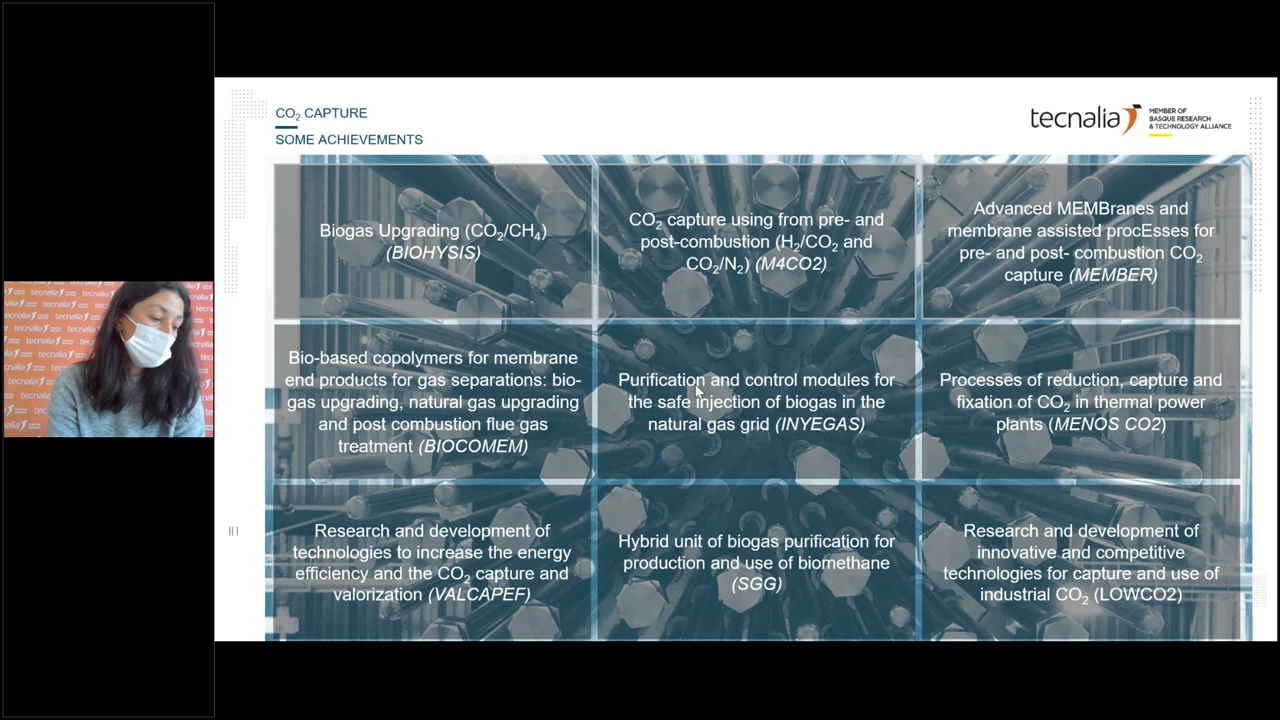 CO₂ CAPTURE
SOME ACHIEVEMENTS
tecnalia
MEMBER OF
BASQUE RESEARCH
& TECHNOLOGY ALLIANCE
Biogas Upgrading (CO₂/CH₄)
(BIOHYSIS)
CO₂ capture using from pre- and
post-combustion (H₂/CO₂ and
CO₂/N₂) (M4CO2)
Advanced MEMBranes and
membrane assisted procEsses for
pre- and post- combustion CO₂
capture (MEMBER)
Bio-based copolymers for membrane
end products for gas separations: bio-
gas upgrading, natural gas upgrading
and post combustion flue gas
treatment (BIOCOMEM)
Purification and control modules for
the safe injection of biogas in the
natural gas grid (INYEGAS)
Processes of reduction, capture and
fixation of CO₂ in thermal power
plants (MENOS CO2)
Research and development of
technologies to increase the energy
efficiency and the CO₂ capture and
valorization (VALCAPEF)
Hybrid unit of biogas purification for
production and use of biomethane
(SGG)
Research and development of
innovative and competitive
technologies for capture and use of
industrial CO₂ (LOWCO2)